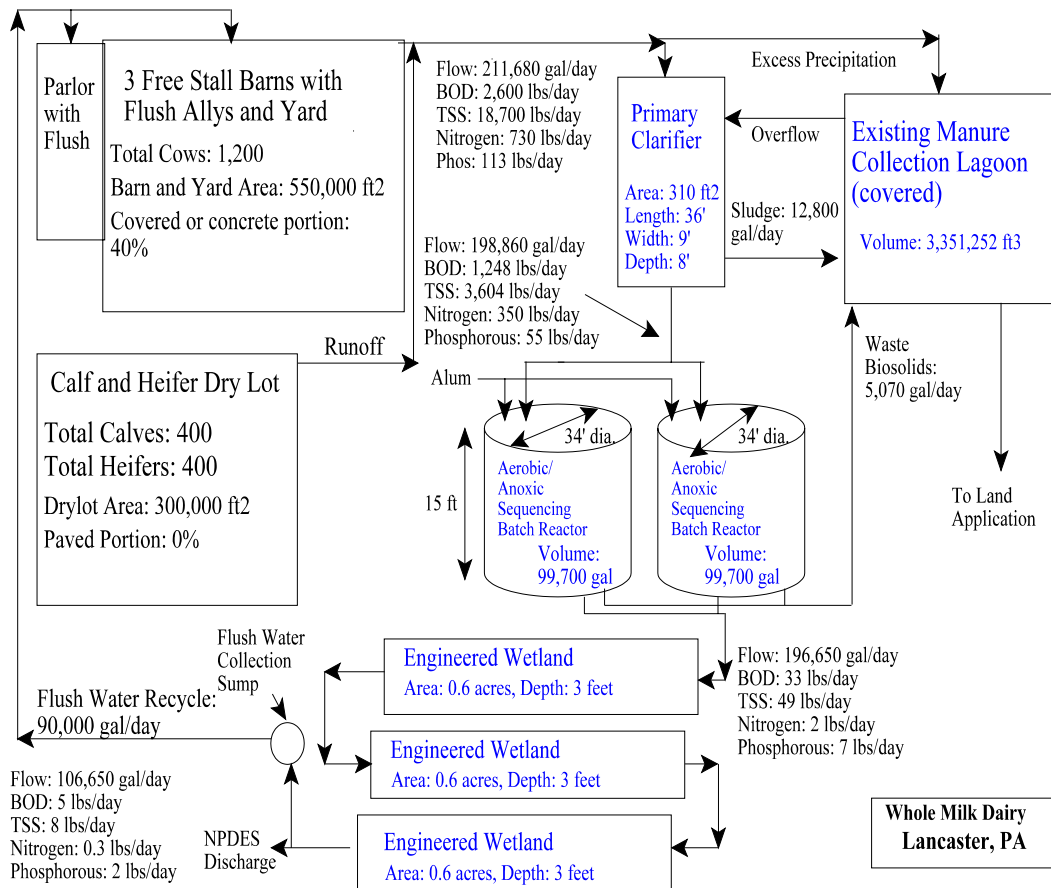 Parlor
with
Flush
3 Free Stall Barns with
Flush Allys and Yard
Total Cows: 1,200
Barn and Yard Area: 550,000 ft2
Covered or concrete portion:
40%
Flow: 211,680 gal/day
BOD: 2,600 lbs/day
TSS: 18,700 lbs/day
Nitrogen: 730 lbs/day
Phos: 113 lbs/day
Primary
Clarifier
Area: 310 ft2
Length: 36'
Width: 9'
Depth: 8'
Excess Precipitation
Overflow
Sludge: 12,800
gal/day
Existing Manure
Collection Lagoon
(covered)
Volume: 3,351,252 ft3
Flow: 198,860 gal/day
BOD: 1,248 lbs/day
TSS: 3,604 lbs/day
Nitrogen: 350 lbs/day
Phosphorous: 55 lbs/day
Runoff
Calf and Heifer Dry Lot
Total Calves: 400
Total Heifers: 400
Drylot Area: 300,000 ft2
Paved Portion: 0%
Alum
15 ft
34' dia.
Aerobic/
Anoxic
Sequencing
Batch Reactor
Volume:
99,700 gal
34' dia.
Aerobic/
Anoxic
Sequencing
Batch Reactor
Volume:
99,700 gal
Waste
Biosolids:
5,070 gal/day
To Land
Application
Flush Water
Collection
Sump
Flush Water Recycle:
90,000 gal/day
Engineered Wetland
Area: 0.6 acres, Depth: 3 feet
Flow: 196,650 gal/day
BOD: 33 lbs/day
TSS: 49 lbs/day
Nitrogen: 2 lbs/day
Phosphorous: 7 lbs/day
Engineered Wetland
Area: 0.6 acres, Depth: 3 feet
Flow: 106,650 gal/day
BOD: 5 lbs/day
TSS: 8 lbs/day
Nitrogen: 0.3 lbs/day
Phosphorous: 2 lbs/day
NPDES
Discharge
Engineered Wetland
Area: 0.6 acres, Depth: 3 feet
Whole Milk Dairy
Lancaster, PA